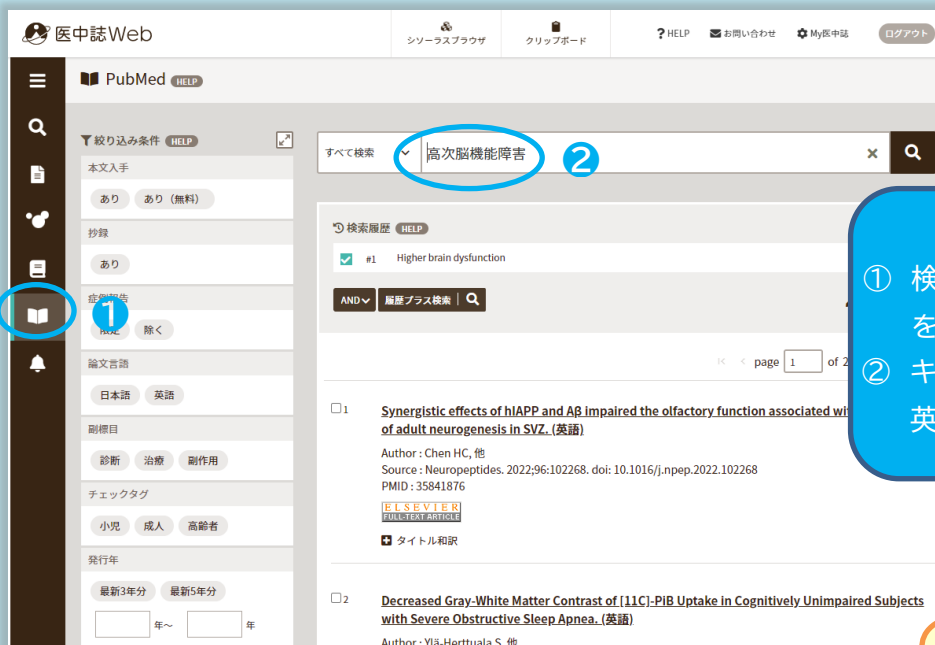 医中誌Web
シソーラスブラウザ
クリップボード
? HELP
お問い合わせ
My医中誌
ログアウト
PubMed HELP
絞り込み条件 HELP
すべて検索
高次脳機能障害
×
❷
本文入手
あり あり（無料）
抄録
あり
症例報告
❶
限定 除く
論文言語
日本語 英語
副標目
診断 治療 副作用
チェックタグ
小児 成人 高齢者
発行年
最新3年分 最新5年分
年～ 年
検索履歴 HELP
#1 Higher brain dysfunction
AND 履歴プラス検索
page 1 of 2
1 Synergistic effects of hIAPP and Aβ impaired the olfactory function associated wi
of adult neurogenesis in SVZ. (英語)
Author : Chen HC, 他
Source : Neuropeptides. 2022;96:102268. doi: 10.1016/j.npep.2022.102268
PMID : 35841876
ELSEVIER
FULL-TEXT ARTICLE
タイトル和訳
2 Decreased Gray-White Matter Contrast of [11C]-PiB Uptake in Cognitively Unimpaired Subjects
with Severe Obstructive Sleep Apnea. (英語)
Author : Ylä-Herttuala S, 他
① 検
を
② キ
英